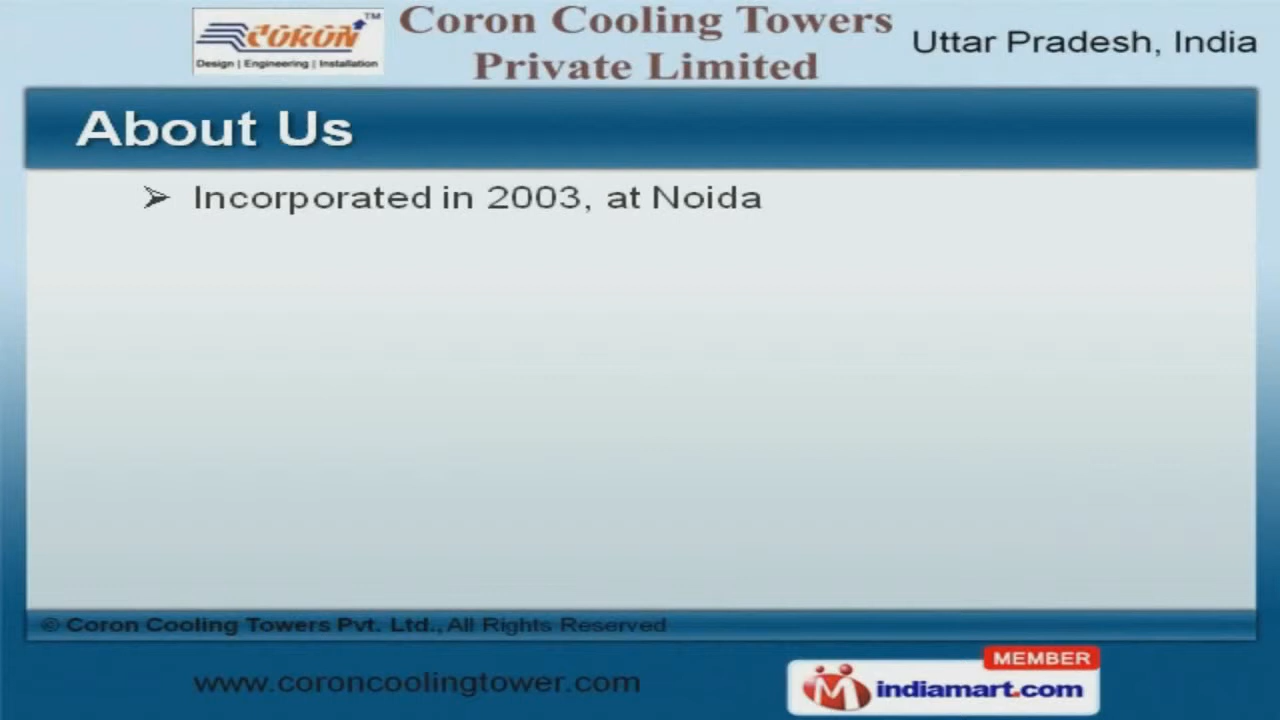 CORON TM
Design | Engineering | Installation
Coron Cooling Towers
Private Limited
Uttar Pradesh, India
About Us
➢ Incorporated in 2003, at Noida
© Coron Cooling Towers Pvt. Ltd., All Rights Reserved
www.coroncoolingtower.com
MEMBER
indiamart.com